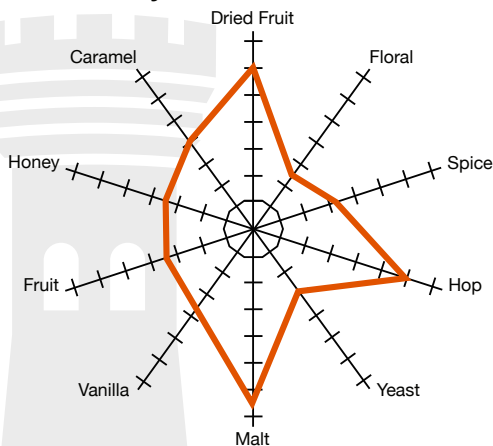 Dried Fruit
Caramel
Floral
Honey
Spice
Fruit
Hop
Vanilla
Yeast
Malt